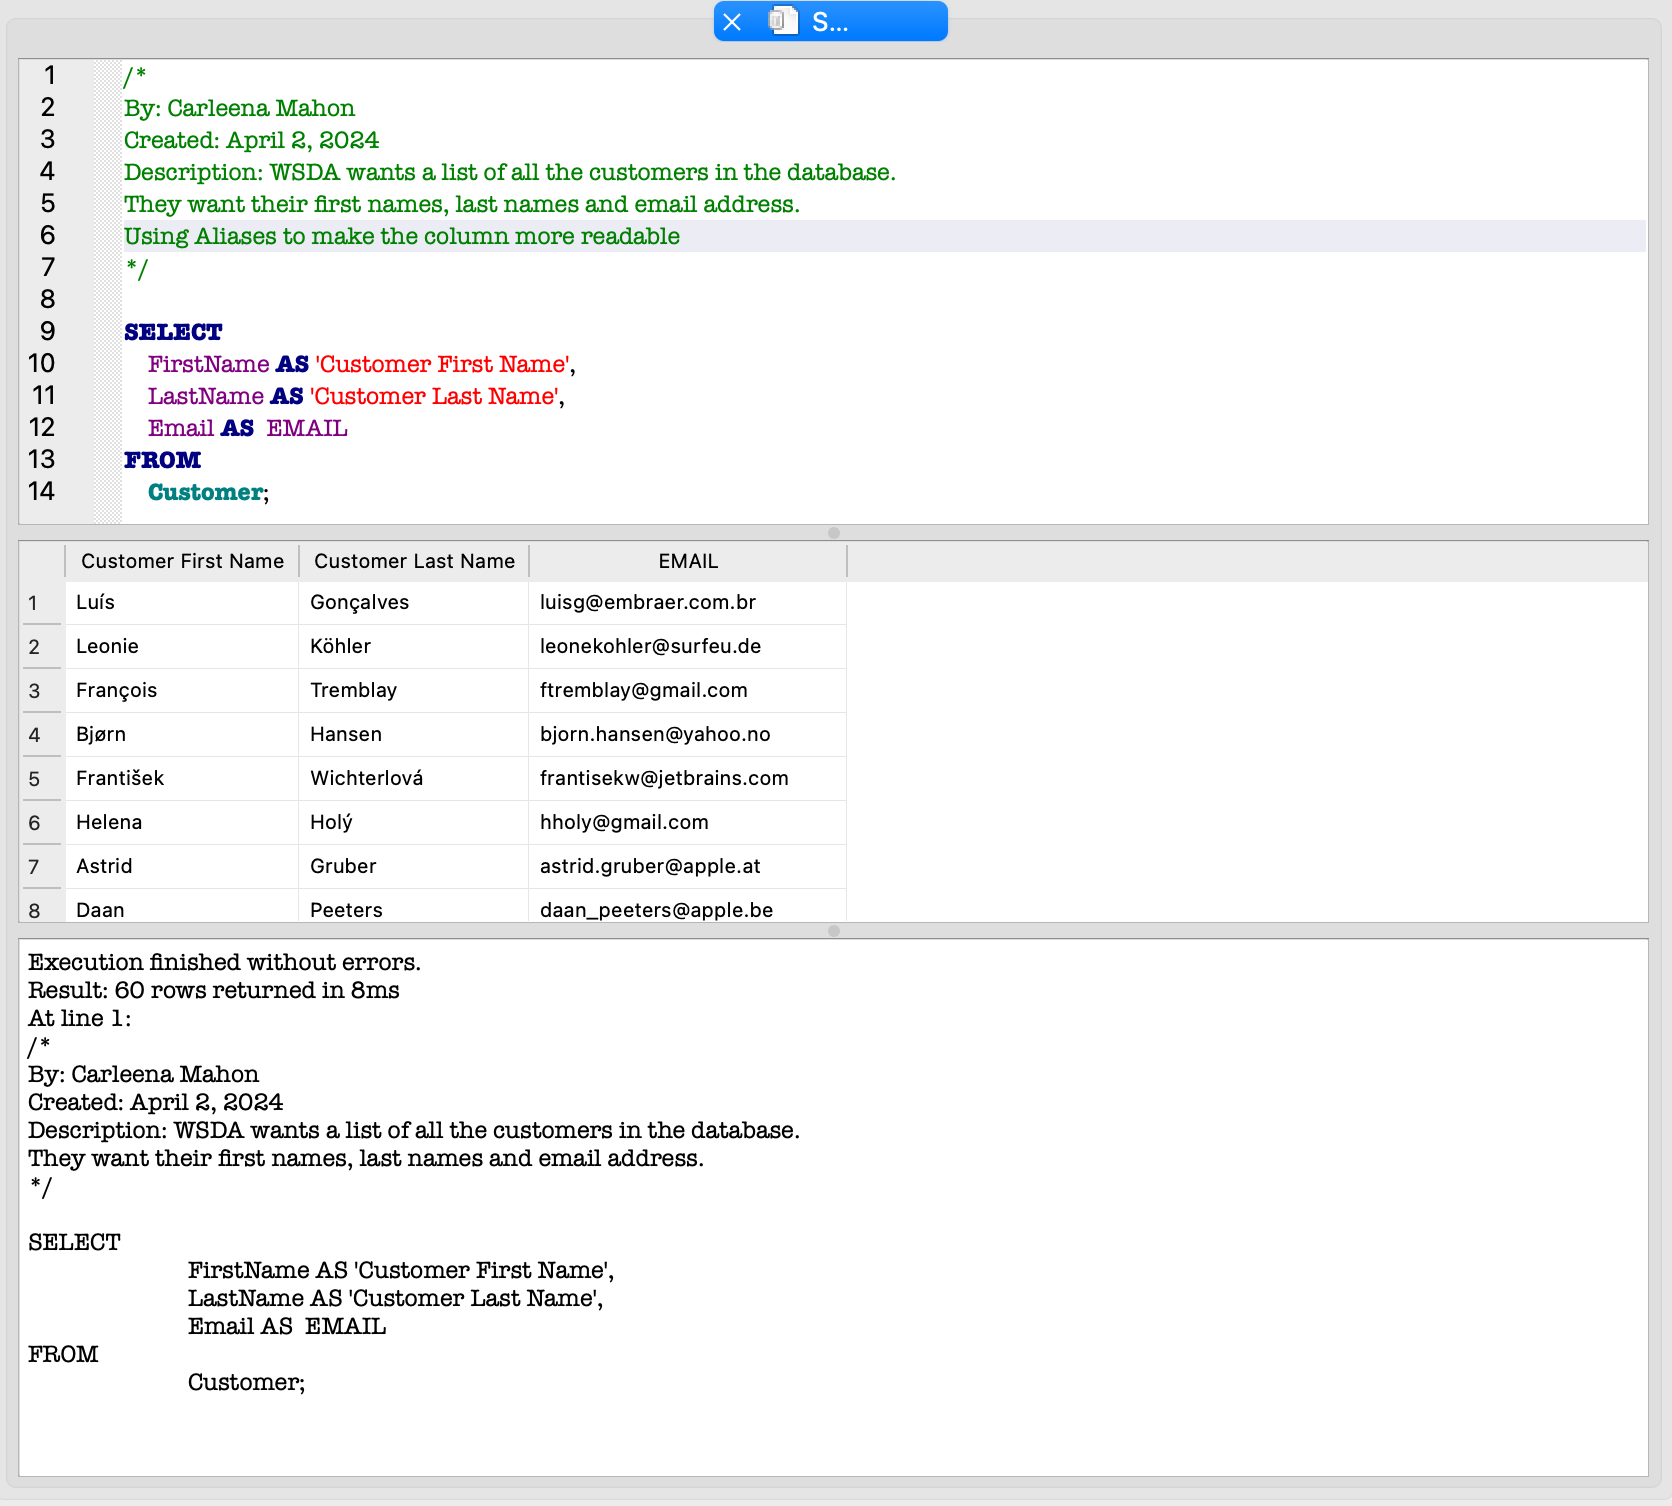 S...
1 /*
2 By: Carleena Mahon
3 Created: April 2, 2024
4 Description: WSDA wants a list of all the customers in the database.
5 They want their first names, last names and email address.
6 Using Aliases to make the column more readable
7 */
8
9 SELECT
10 FirstName AS 'Customer First Name',
11 LastName AS 'Customer Last Name',
12 Email AS  EMAIL
13 FROM
14 Customer;
Customer First Name Customer Last Name EMAIL
1 Luís Gonçalves luisg@embraer.com.br
2 Leonie Köhler leonekohler@surfeu.de
3 François Tremblay ftremblay@gmail.com
4 Bjørn Hansen bjorn.hansen@yahoo.no
5 František Wichterlová frantisekw@jetbrains.com
6 Helena Holý hholy@gmail.com
7 Astrid Gruber astrid.gruber@apple.at
8 Daan Peeters daan_peeters@apple.be
Execution finished without errors.
Result: 60 rows returned in 8ms
At line 1:
/*
By: Carleena Mahon
Created: April 2, 2024
Description: WSDA wants a list of all the customers in the database.
They want their first names, last names and email address.
*/
SELECT
FirstName AS 'Customer First Name',
LastName AS 'Customer Last Name',
Email AS  EMAIL
FROM
Customer;